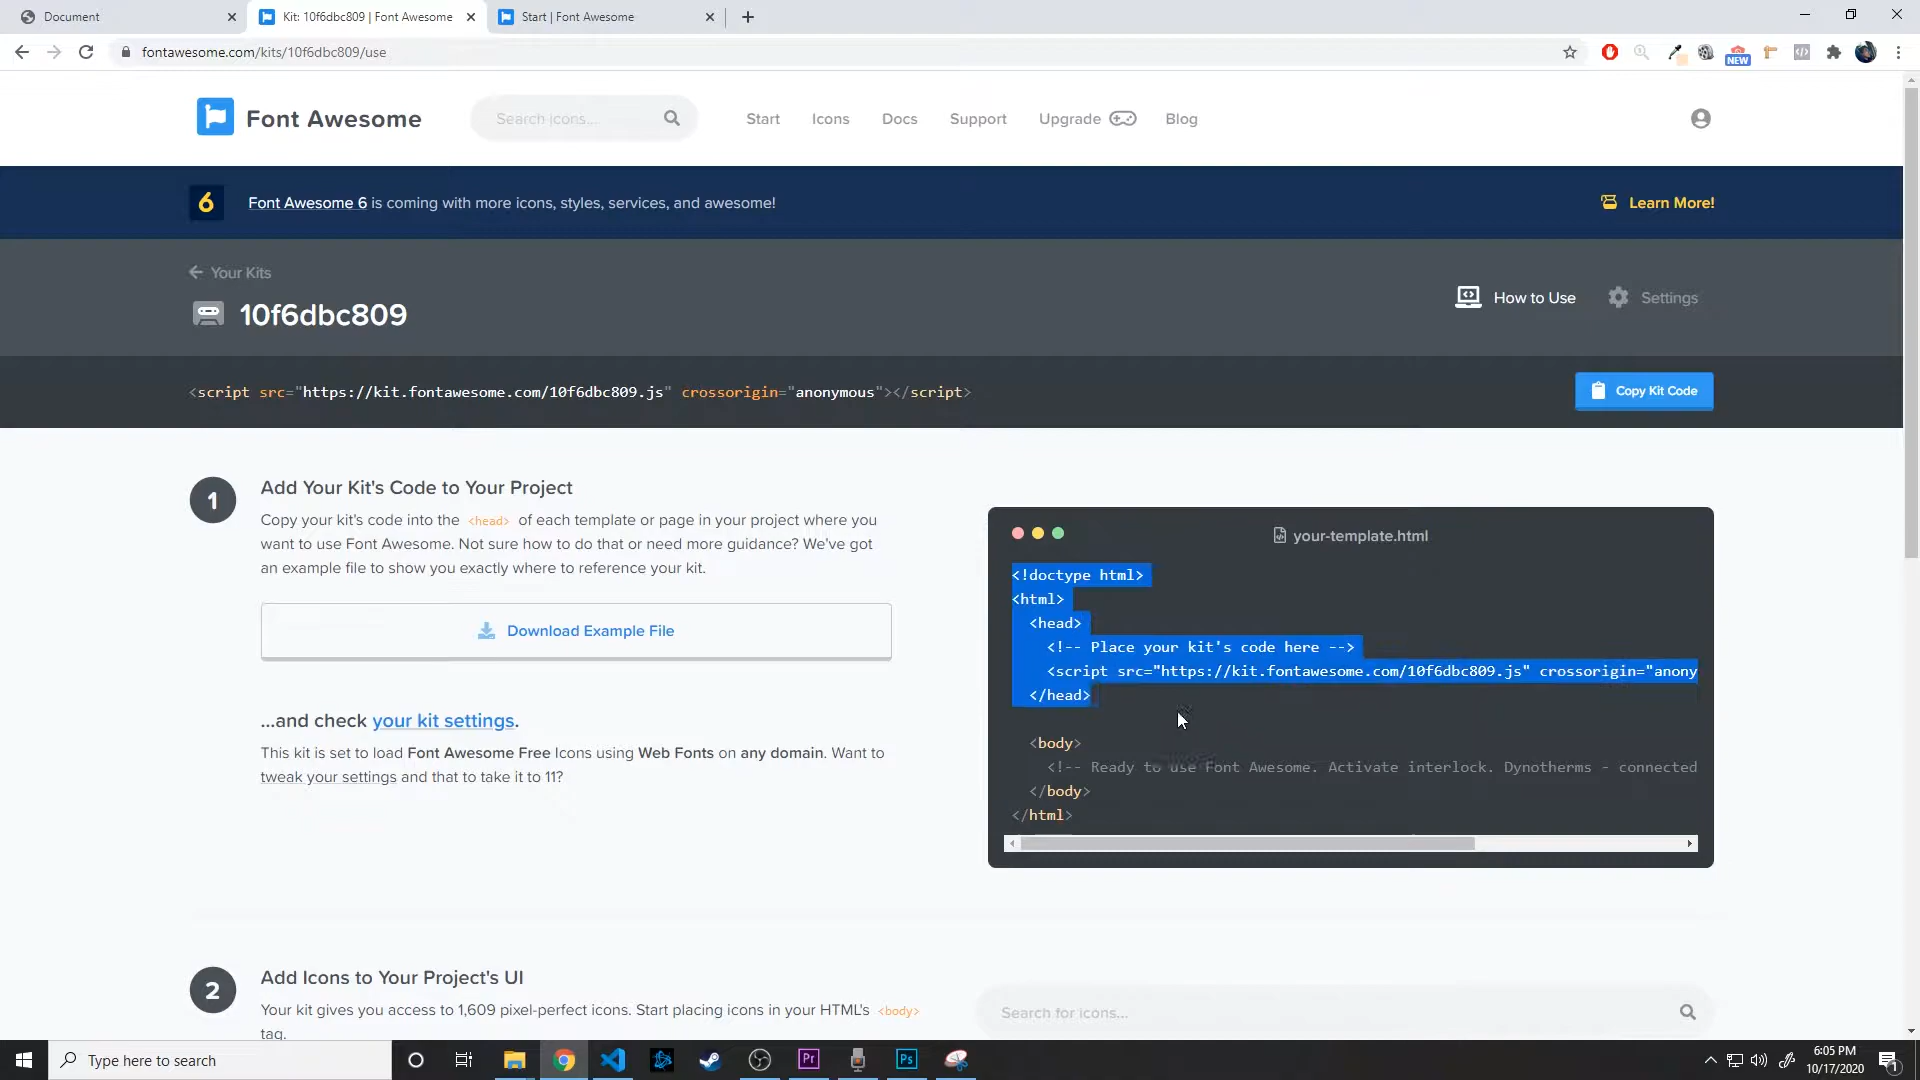 Document
Kit: 10f6dbc809 | Font Awesome
Start | Font Awesome
fontawesome.com/kits/10f6dbc809/use
NEW
Font Awesome
Search icons...
Start
Icons
Docs
Support
Upgrade
Blog
6
Font Awesome 6 is coming with more icons, styles, services, and awesome!
Learn More!
Your Kits
10f6dbc809
How to Use
Settings
<script src="https://kit.fontawesome.com/10f6dbc809.js" crossorigin="anonymous"></script>
Copy Kit Code
1
Add Your Kit's Code to Your Project
Copy your kit's code into the <head> of each template or page in your project where you
want to use Font Awesome. Not sure how to do that or need more guidance? We've got
an example file to show you exactly where to reference your kit.
Download Example File
...and check your kit settings.
This kit is set to load Font Awesome Free Icons using Web Fonts on any domain. Want to
tweak your settings and that to take it to 11?
your-template.html
<!doctype html>
<html>
<head>
<!-- Place your kit's code here -->
<script src="https://kit.fontawesome.com/10f6dbc809.js" crossorigin="anony
</head>
<body>
<!-- Ready to use Font Awesome. Activate interlock. Dynotherms - connected
</body>
</html>
2
Add Icons to Your Project's UI
Your kit gives you access to 1,609 pixel-perfect icons. Start placing icons in your HTML's <body>
tag.
Search for icons...
Type here to search
Pr
Ps
6:05 PM
10/17/2020
1